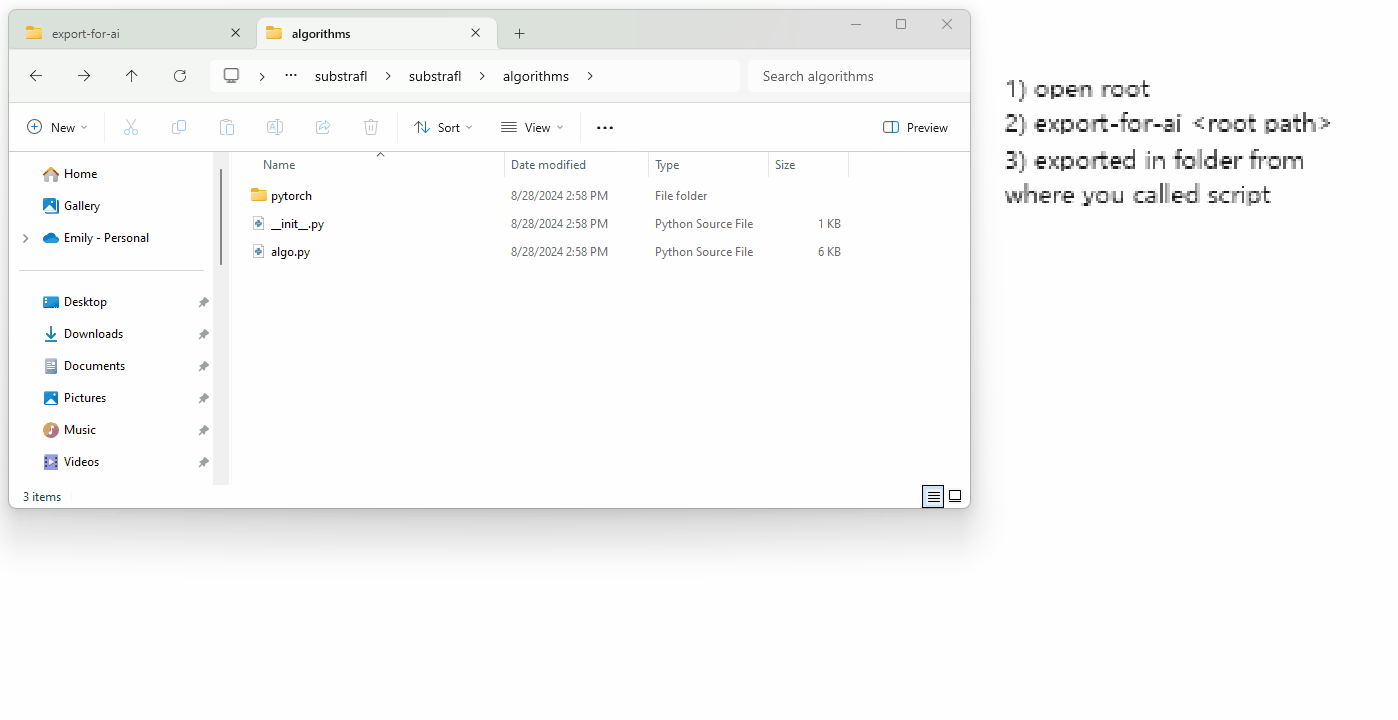 export-for-ai
algorithms
... substrafl > substrafl > algorithms >
Search algorithms
New
Sort
View
...
Preview
Home
Gallery
Emily - Personal
Desktop
Downloads
Documents
Pictures
Music
Videos
Name Date modified Type Size
pytorch 8/28/2024 2:58 PM File folder
__init__.py 8/28/2024 2:58 PM Python Source File 1 KB
algo.py 8/28/2024 2:58 PM Python Source File 6 KB
3 items
1) open root
2) export-for-ai <root path>
3) exported in folder from
where you called script